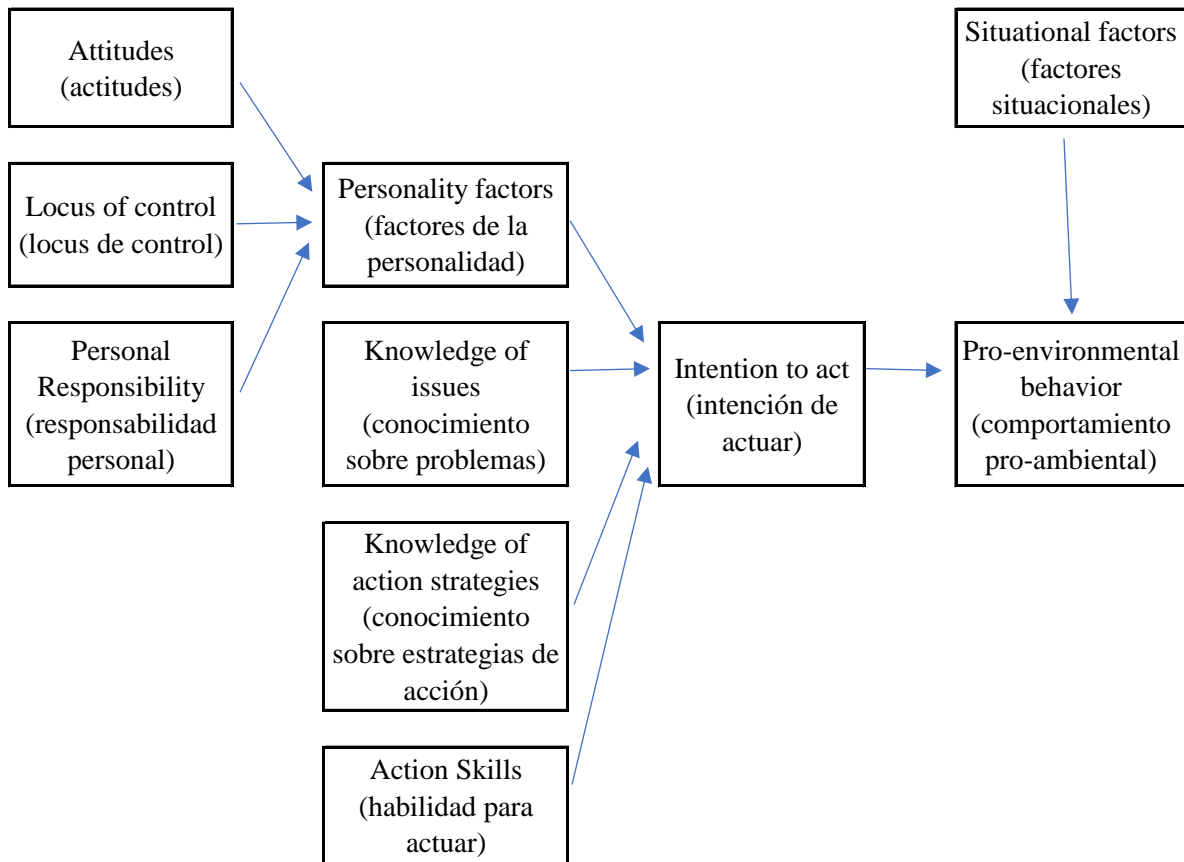 Attitudes
(actitudes)
Situational factors
(factores
situacionales)
Locus of control
(locus de control)
Personality factors
(factores de la
personalidad)
Personal
Responsibility
(responsabilidad
personal)
Knowledge of
issues
(conocimiento
sobre problemas)
Intention to act
(intención de
actuar)
Pro-environmental
behavior
(comportamiento
pro-ambiental)
Knowledge of
action strategies
(conocimiento
sobre estrategias de
acción)
Action Skills
(habilidad para
actuar)